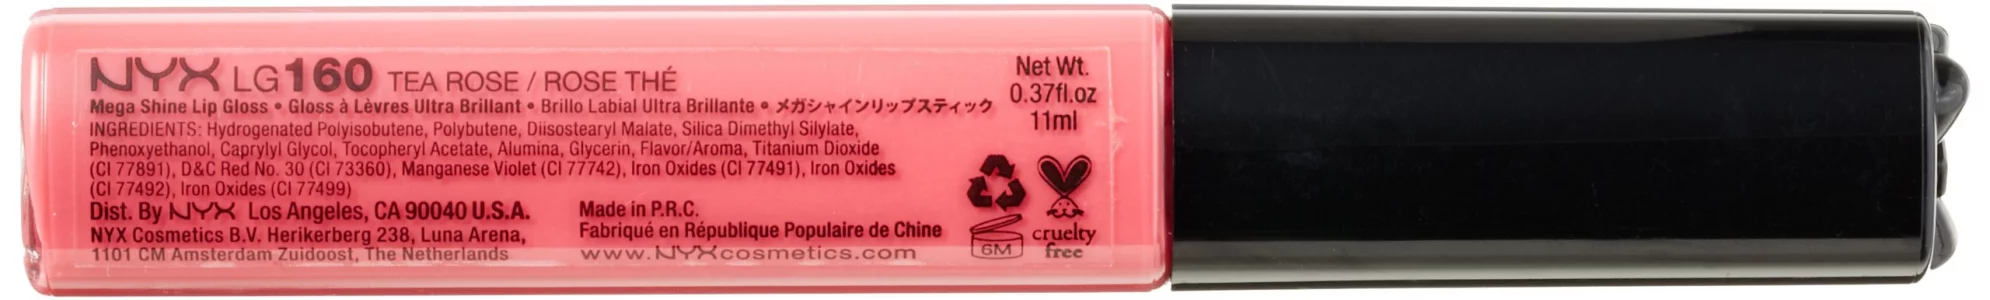 NYX LG160 TEA ROSE / ROSE THÉ
Mega Shine Lip Gloss • Gloss à Lèvres Ultra Brillant • Brillo Labial Ultra Brillante • メガシャインリップスティック
INGREDIENTS: Hydrogenated Polyisobutene, Polybutene, Diisostearyl Malate, Silica Dimethyl Silylate,
Phenoxyethanol, Caprylyl Glycol, Tocopheryl Acetate, Alumina, Glycerin, Flavor/Aroma, Titanium Dioxide
(CI 77891), D&C Red No. 30 (CI 73360), Manganese Violet (CI 77742), Iron Oxides (CI 77491), Iron Oxides
(CI 77492), Iron Oxides (CI 77499)
Dist. By NYX Los Angeles, CA 90040 U.S.A.
NYX Cosmetics B.V. Herikerberg 238, Luna Arena,
1101 CM Amsterdam Zuidoost, The Netherlands
Made in P.R.C.
Fabriqué en République Populaire de Chine
www.NYXcosmetics.com
Net Wt.
0.37fl.oz
11ml
6M
cruelty
free